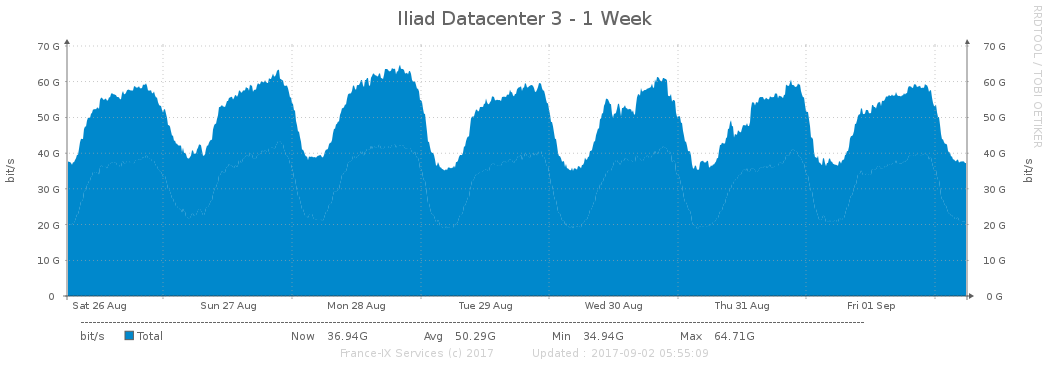 Iliad Datacenter 3 - 1 Week
RRDTOOL / TOBI OETIKER
70 G 70 G
60 G 60 G
50 G 50 G
40 G 40 G
30 G 30 G
20 G 20 G
10 G 10 G
0 0 G
bit/s bit/s
Sat 26 Aug Sun 27 Aug Mon 28 Aug Tue 29 Aug Wed 30 Aug Thu 31 Aug Fri 01 Sep
bit/s Total Now 36.94G Avg 50.29G Min 34.94G Max 64.71G
France-IX Services (c) 2017 Updated : 2017-09-02 05:55:09